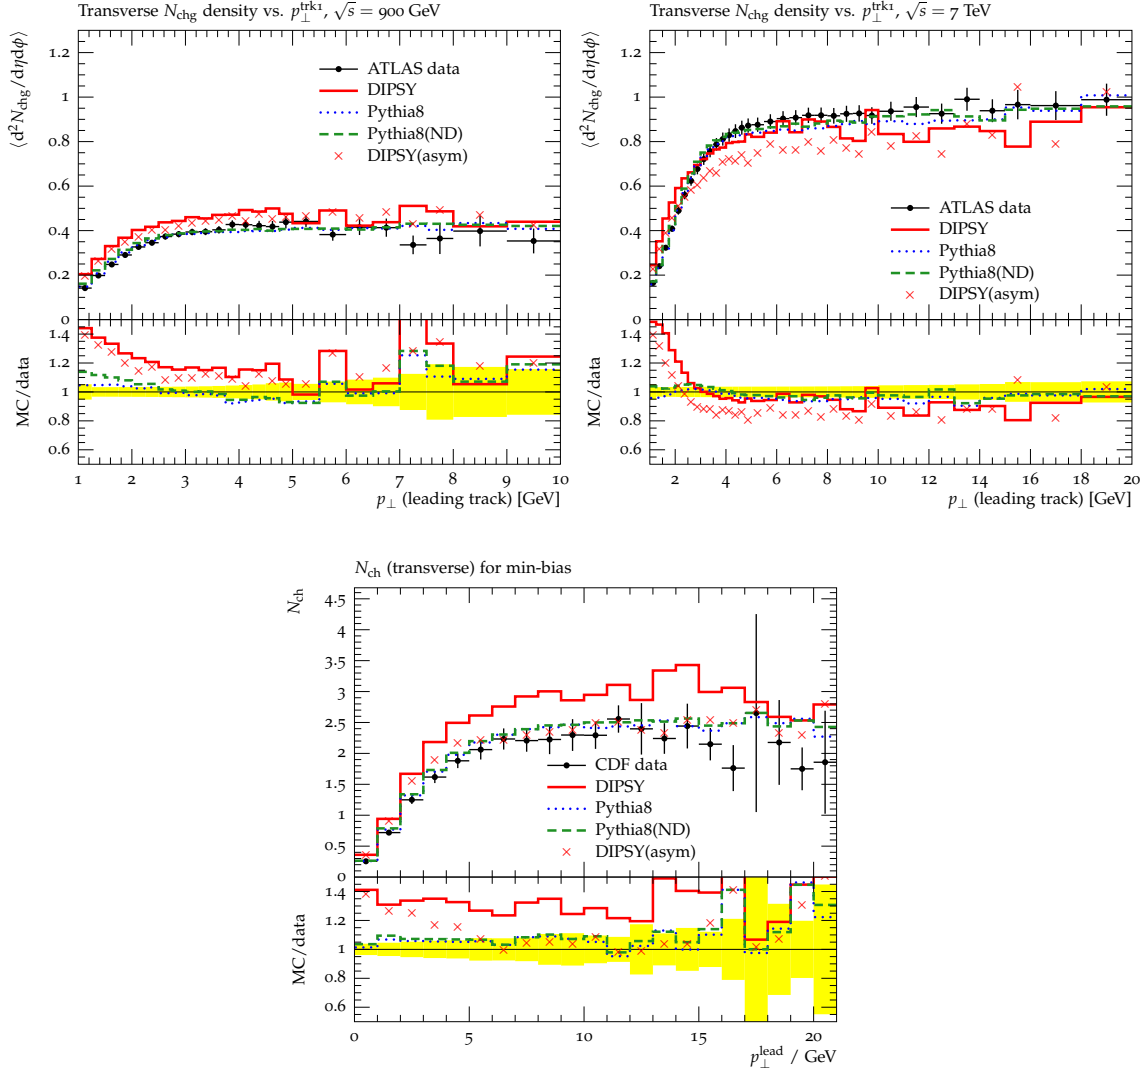 Transverse N_chg density vs. p_⊥^trk1, √s = 900 GeV
⟨d²N_chg/dηdϕ⟩
1.2
1
0.8
0.6
0.4
0.2
0
ATLAS data
DIPSY
Pythia8
Pythia8(ND)
DIPSY(asym)
MC/data
1.4
1.2
1
0.8
0.6
1 2 3 4 5 6 7 8 9 10
p_⊥ (leading track) [GeV]
Transverse N_chg density vs. p_⊥^trk1, √s = 7 TeV
⟨d²N_chg/dηdϕ⟩
1.2
1
0.8
0.6
0.4
0.2
0
ATLAS data
DIPSY
Pythia8
Pythia8(ND)
DIPSY(asym)
MC/data
1.4
1.2
1
0.8
0.6
2 4 6 8 10 12 14 16 18 20
p_⊥ (leading track) [GeV]
N_ch (transverse) for min-bias
N_ch
4.5
4
3.5
3
2.5
2
1.5
1
0.5
0
CDF data
DIPSY
Pythia8
Pythia8(ND)
DIPSY(asym)
MC/data
1.4
1.2
1
0.8
0.6
0 5 10 15 20
p_⊥^lead / GeV